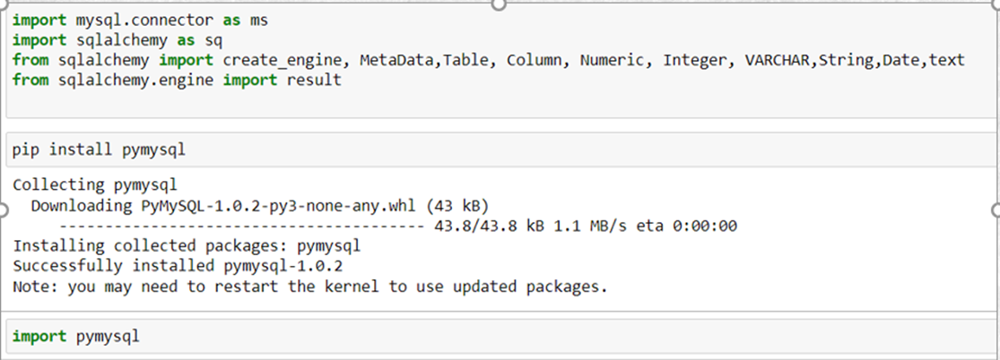 import mysql.connector as ms
import sqlalchemy as sq
from sqlalchemy import create_engine, MetaData,Table, Column, Numeric, Integer, VARCHAR,String,Date,text
from sqlalchemy.engine import result
pip install pymysql
Collecting pymysql
  Downloading PyMySQL-1.0.2-py3-none-any.whl (43 kB)
     ---------------------------------------- 43.8/43.8 kB 1.1 MB/s eta 0:00:00
Installing collected packages: pymysql
Successfully installed pymysql-1.0.2
Note: you may need to restart the kernel to use updated packages.
import pymysql